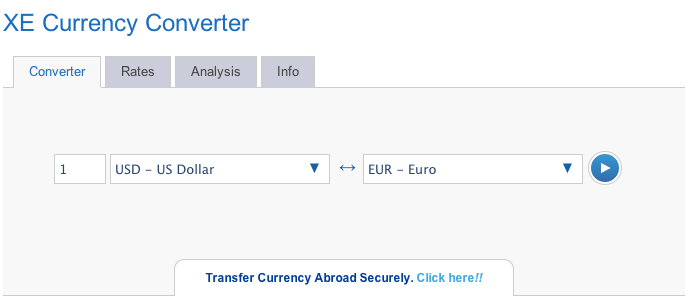 XE Currency Converter
Converter Rates Analysis Info
1 USD - US Dollar EUR - Euro
Transfer Currency Abroad Securely. Click here!!